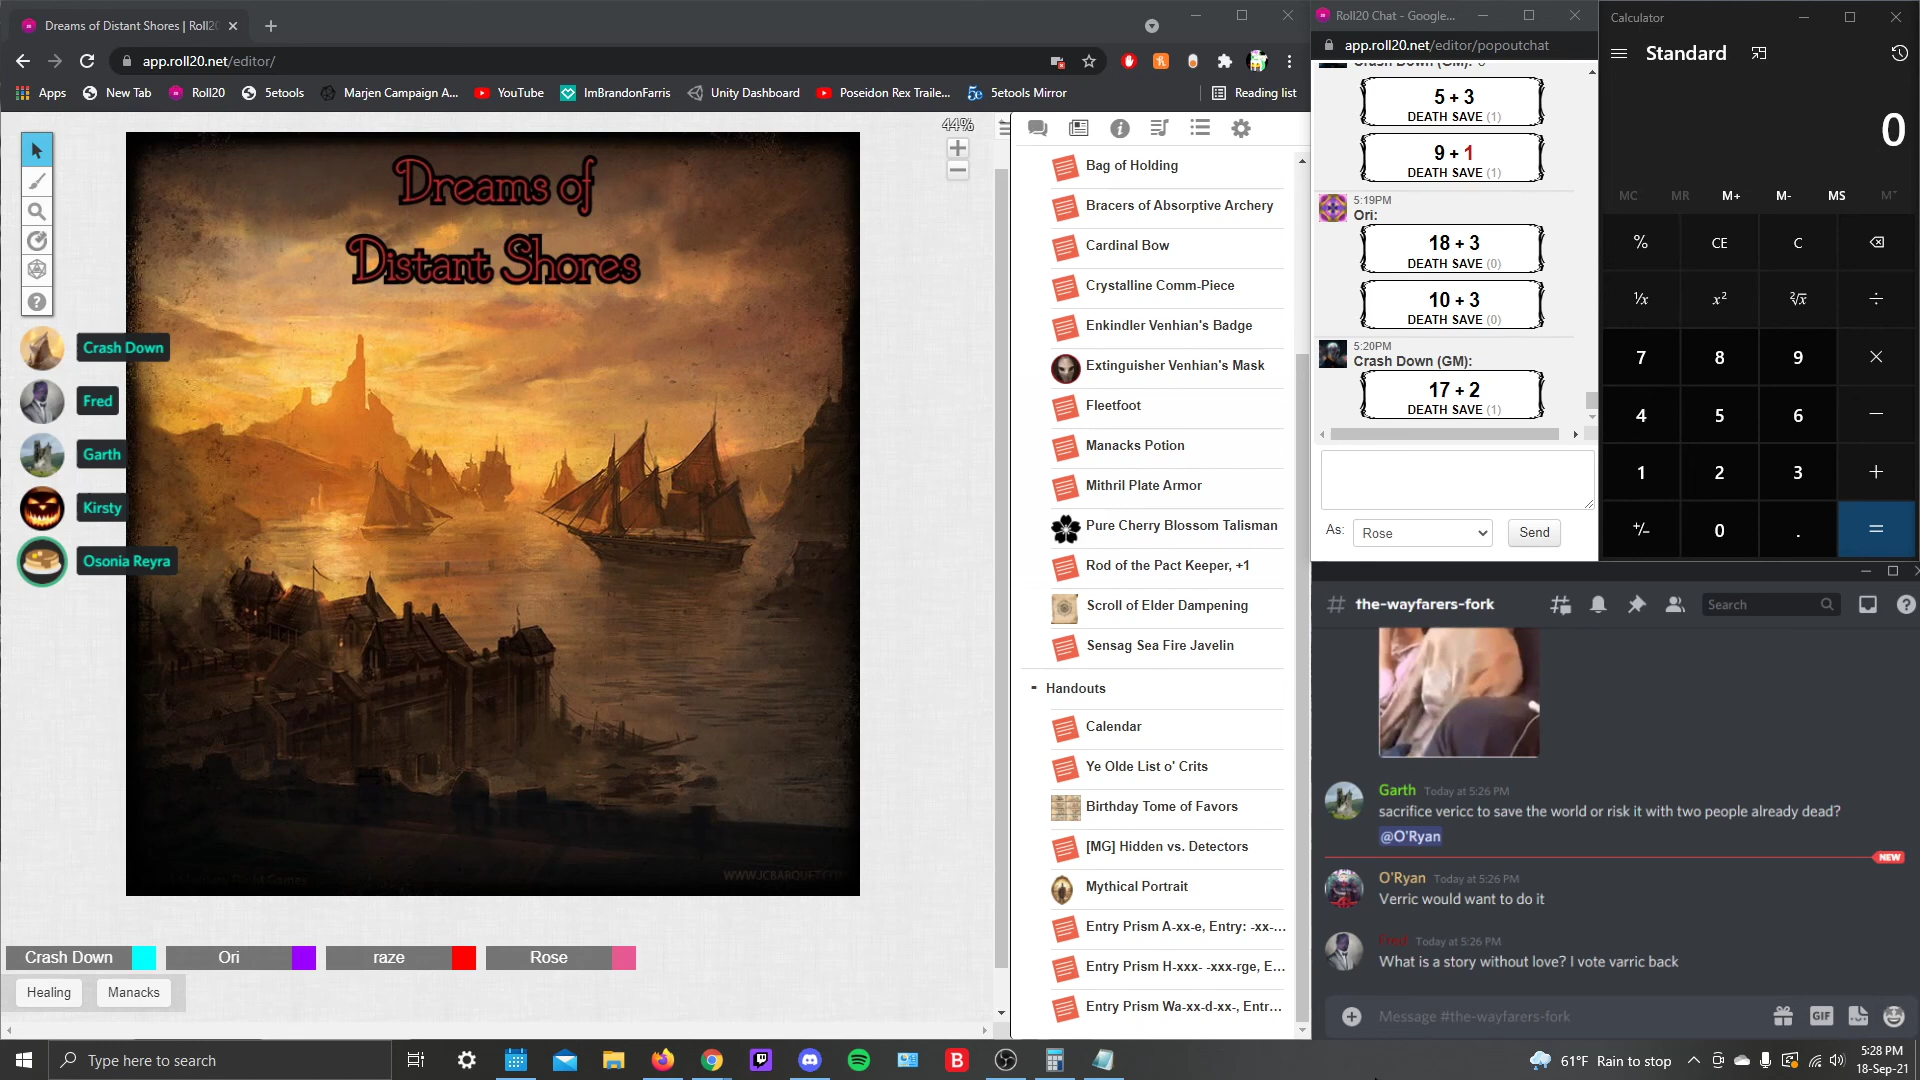 Dreams of Distant Shores | Roll20
app.roll20.net/editor/
Apps
New Tab
Roll20
5etools
Marjen Campaign A...
YouTube
ImBrandonFarris
Unity Dashboard
Poseidon Rex Traile...
5etools Mirror
Reading list
44%
Dreams of
Distant Shores
WWW.JCBARQUET.COM
Crash Down
Fred
Garth
Kirsty
Osonia Reyra
Crash Down
Ori
raze
Rose
Healing
Manacks
Bag of Holding
Bracers of Absorptive Archery
Cardinal Bow
Crystalline Comm-Piece
Enkindler Venhian's Badge
Extinguisher Venhian's Mask
Fleetfoot
Manacks Potion
Mithril Plate Armor
Pure Cherry Blossom Talisman
Rod of the Pact Keeper, +1
Scroll of Elder Dampening
Sensag Sea Fire Javelin
Handouts
Calendar
Ye Olde List o' Crits
Birthday Tome of Favors
[MG] Hidden vs. Detectors
Mythical Portrait
Entry Prism A-xx-e, Entry: -xx-...
Entry Prism H-xxx- -xxx-rge, E...
Entry Prism Wa-xx-d-xx-, Entr...
Roll20 Chat - Google...
app.roll20.net/editor/popoutchat
Crash Down (GM):
5 + 3
DEATH SAVE (1)
9 + 1
DEATH SAVE (1)
5:19PM
Ori:
18 + 3
DEATH SAVE (0)
10 + 3
DEATH SAVE (0)
5:20PM
Crash Down (GM):
17 + 2
DEATH SAVE (1)
As:
Rose
Send
Calculator
Standard
0
MC MR M+ M- MS M˅
% CE C
¹/x x² ²√x ÷
7 8 9 ×
4 5 6 −
1 2 3 +
+/- 0 . =
# the-wayfarers-fork
Search
Garth Today at 5:26 PM
sacrifice vericc to save the world or risk it with two people already dead?
@O'Ryan
NEW
O'Ryan Today at 5:26 PM
Verric would want to do it
Fred Today at 5:26 PM
What is a story without love? I vote varric back
Message #the-wayfarers-fork
GIF
Type here to search
61°F Rain to stop
5:28 PM
18-Sep-21